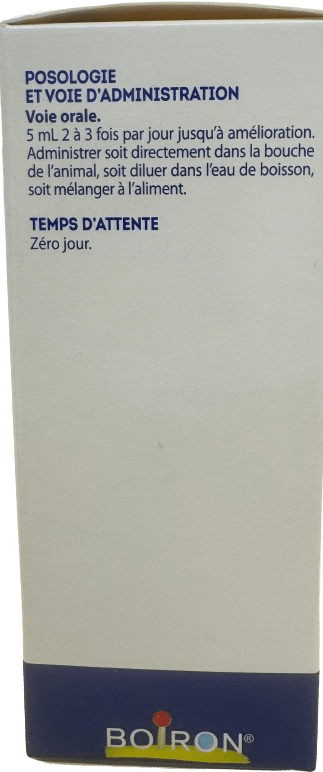 POSOLOGIE
ET VOIE D'ADMINISTRATION
Voie orale.
5 mL 2 à 3 fois par jour jusqu'à amélioration.
Administrer soit directement dans la bouche
de l'animal, soit diluer dans l'eau de boisson,
soit mélanger à l'aliment.
TEMPS D'ATTENTE
Zéro jour.
BOIRON®